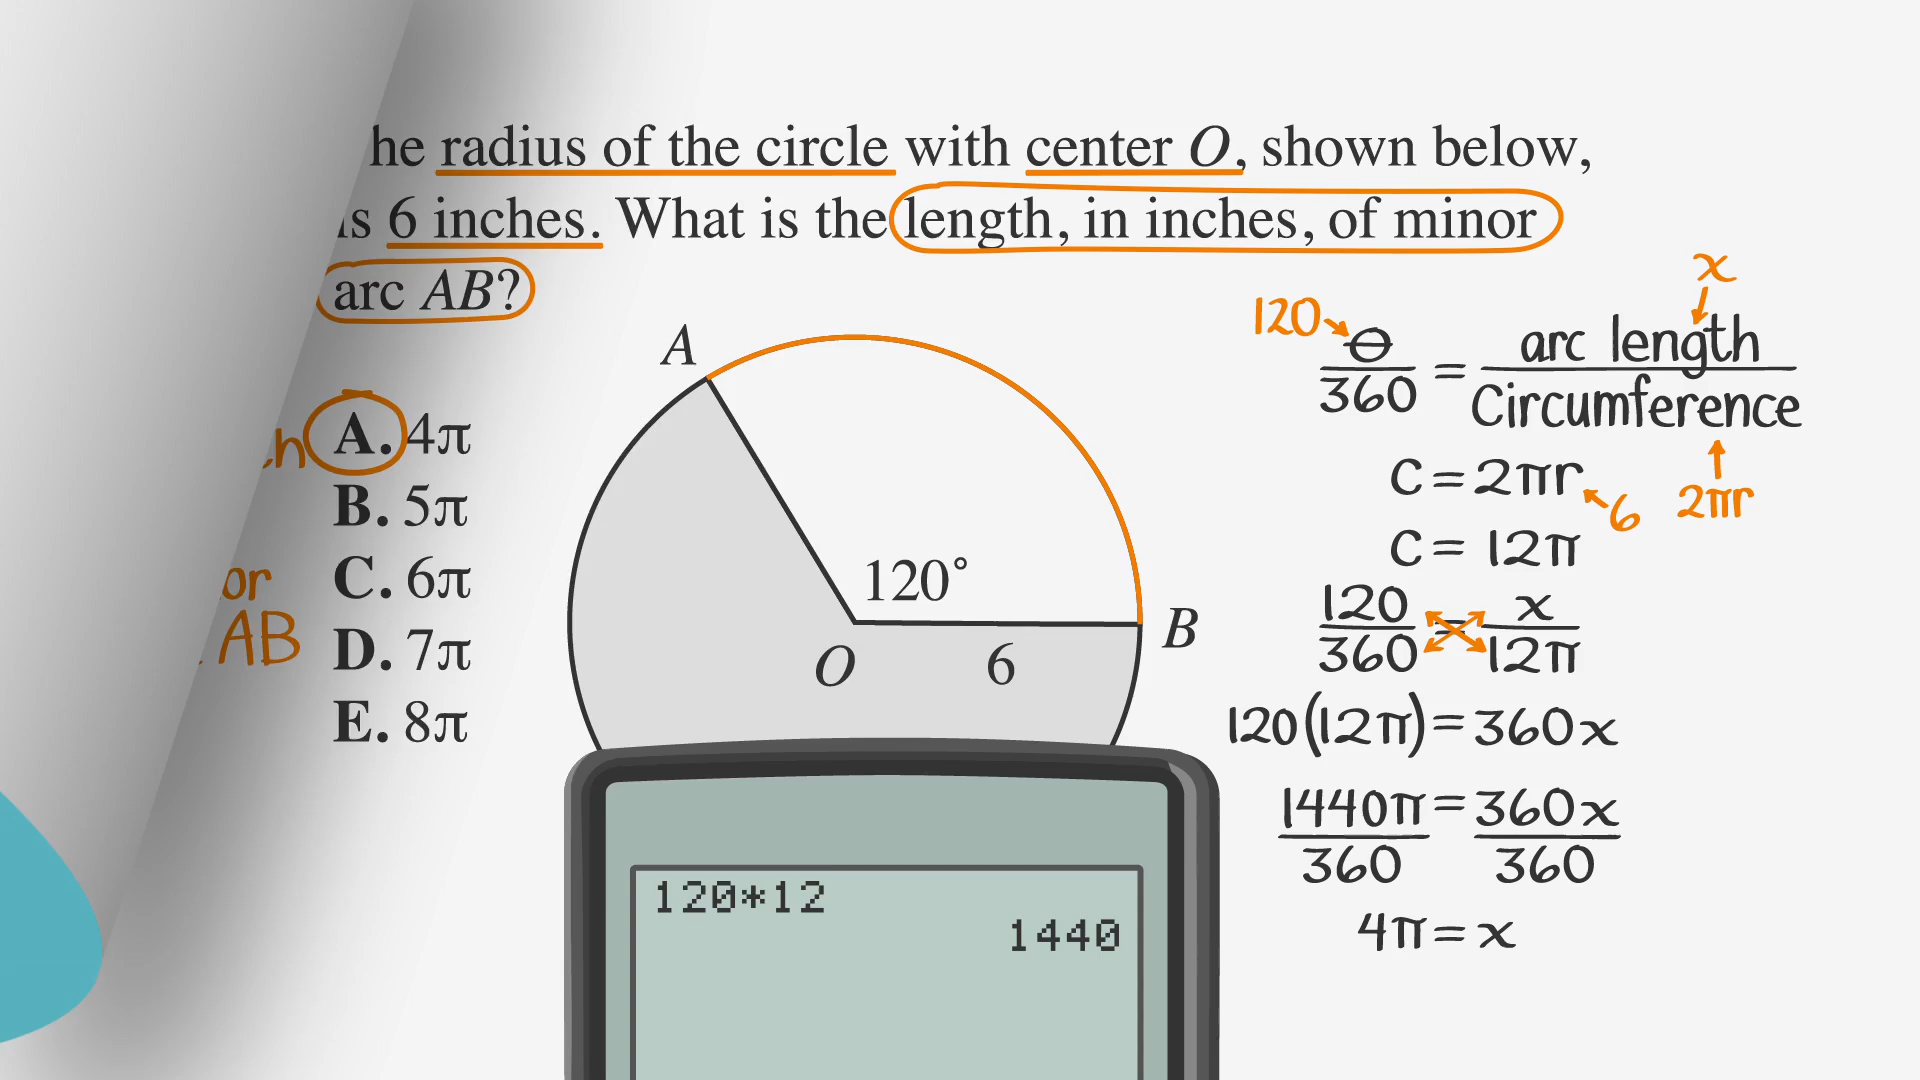 he radius of the circle with center O, shown below,
is 6 inches. What is the length, in inches, of minor
arc AB?
A. 4π
B. 5π
C. 6π
D. 7π
E. 8π
or
AB
A
120°
O
6
B
x
120
θ/360 = arc length/Circumference
C = 2πr
6
2πr
C = 12π
120/360 = x/12π
120(12π) = 360x
1440π/360 = 360x/360
4π = x
120*12
1440